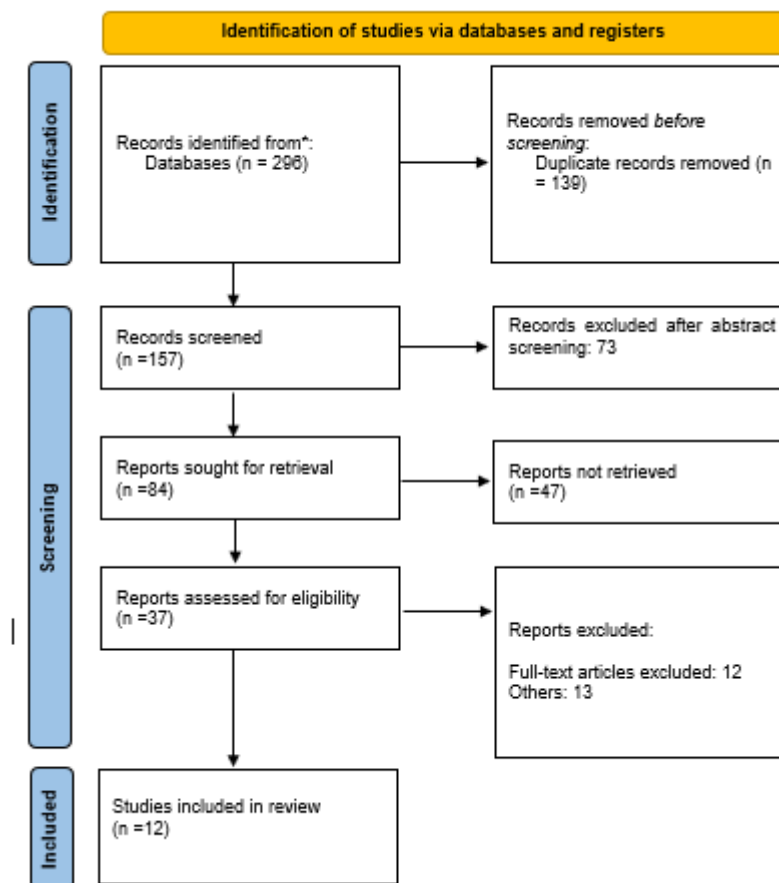 Identification of studies via databases and registers
Identification
Records identified from*:
Databases (n = 296)
Records removed before
screening:
Duplicate records removed (n
= 139)
Screening
Records screened
(n =157)
Records excluded after abstract
screening: 73
Reports sought for retrieval
(n =84)
Reports not retrieved
(n =47)
Reports assessed for eligibility
(n =37)
Reports excluded:
Full-text articles excluded: 12
Others: 13
Included
Studies included in review
(n =12)